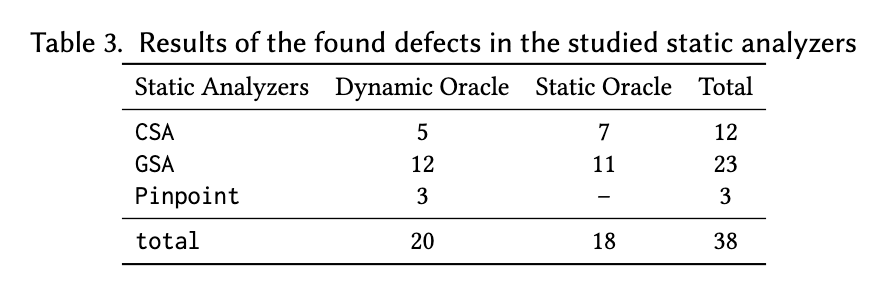 Table 3. Results of the found defects in the studied static analyzers
Static Analyzers Dynamic Oracle Static Oracle Total
CSA 5 7 12
GSA 12 11 23
Pinpoint 3 – 3
total 20 18 38